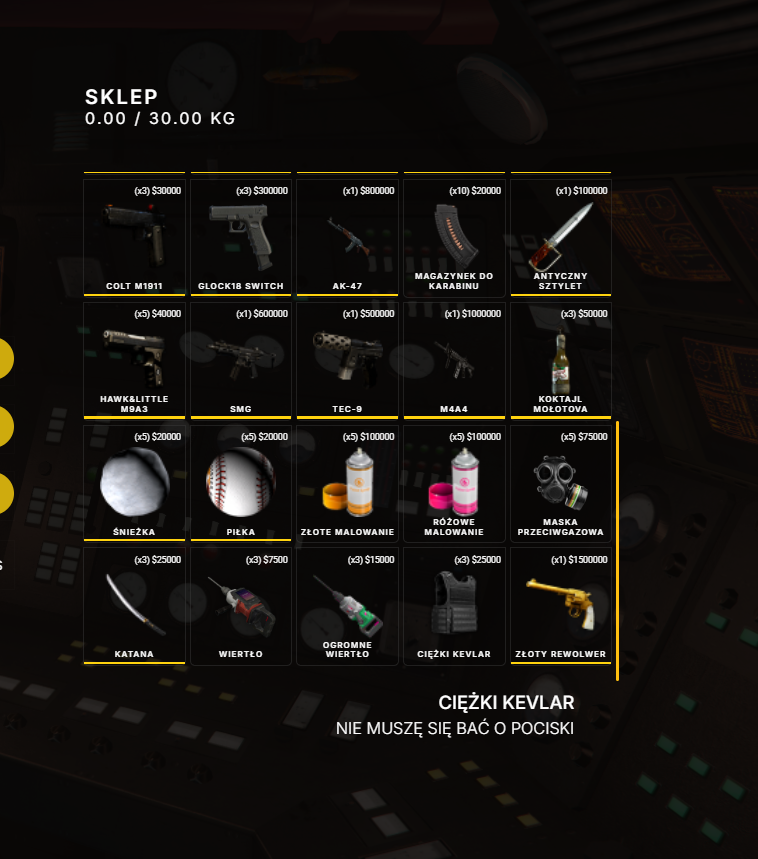 SKLEP
0.00 / 30.00 KG
(x3) $30000
COLT M1911
(x3) $300000
GLOCK18 SWITCH
(x1) $800000
AK-47
(x10) $20000
MAGAZYNEK DO
KARABINU
(x1) $100000
ANTYCZNY
SZTYLET
(x5) $40000
HAWK&LITTLE
M9A3
(x1) $600000
SMG
(x1) $500000
TEC-9
(x1) $1000000
M4A4
(x3) $50000
KOKTAJL
MOŁOTOVA
(x5) $20000
ŚNIEŻKA
(x5) $20000
PIŁKA
(x5) $100000
ZŁOTE MALOWANIE
(x5) $100000
RÓŻOWE
MALOWANIE
(x5) $75000
MASKA
PRZECIWGAZOWA
(x3) $25000
KATANA
(x3) $7500
WIERTŁO
(x3) $15000
OGROMNE
WIERTŁO
(x3) $25000
CIĘŻKI KEVLAR
(x1) $1500000
ZŁOTY REWOLWER
S
CIĘŻKI KEVLAR
NIE MUSZĘ SIĘ BAĆ O POCISKI